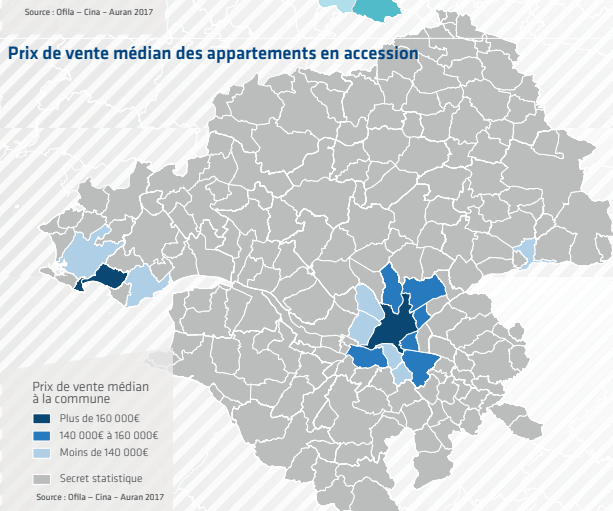 Source : Ofila – Cina – Auran 2017
Prix de vente médian des appartements en accession
Prix de vente médian
à la commune
Plus de 160 000€
140 000€ à 160 000€
Moins de 140 000€
Secret statistique
Source : Ofila – Cina – Auran 2017